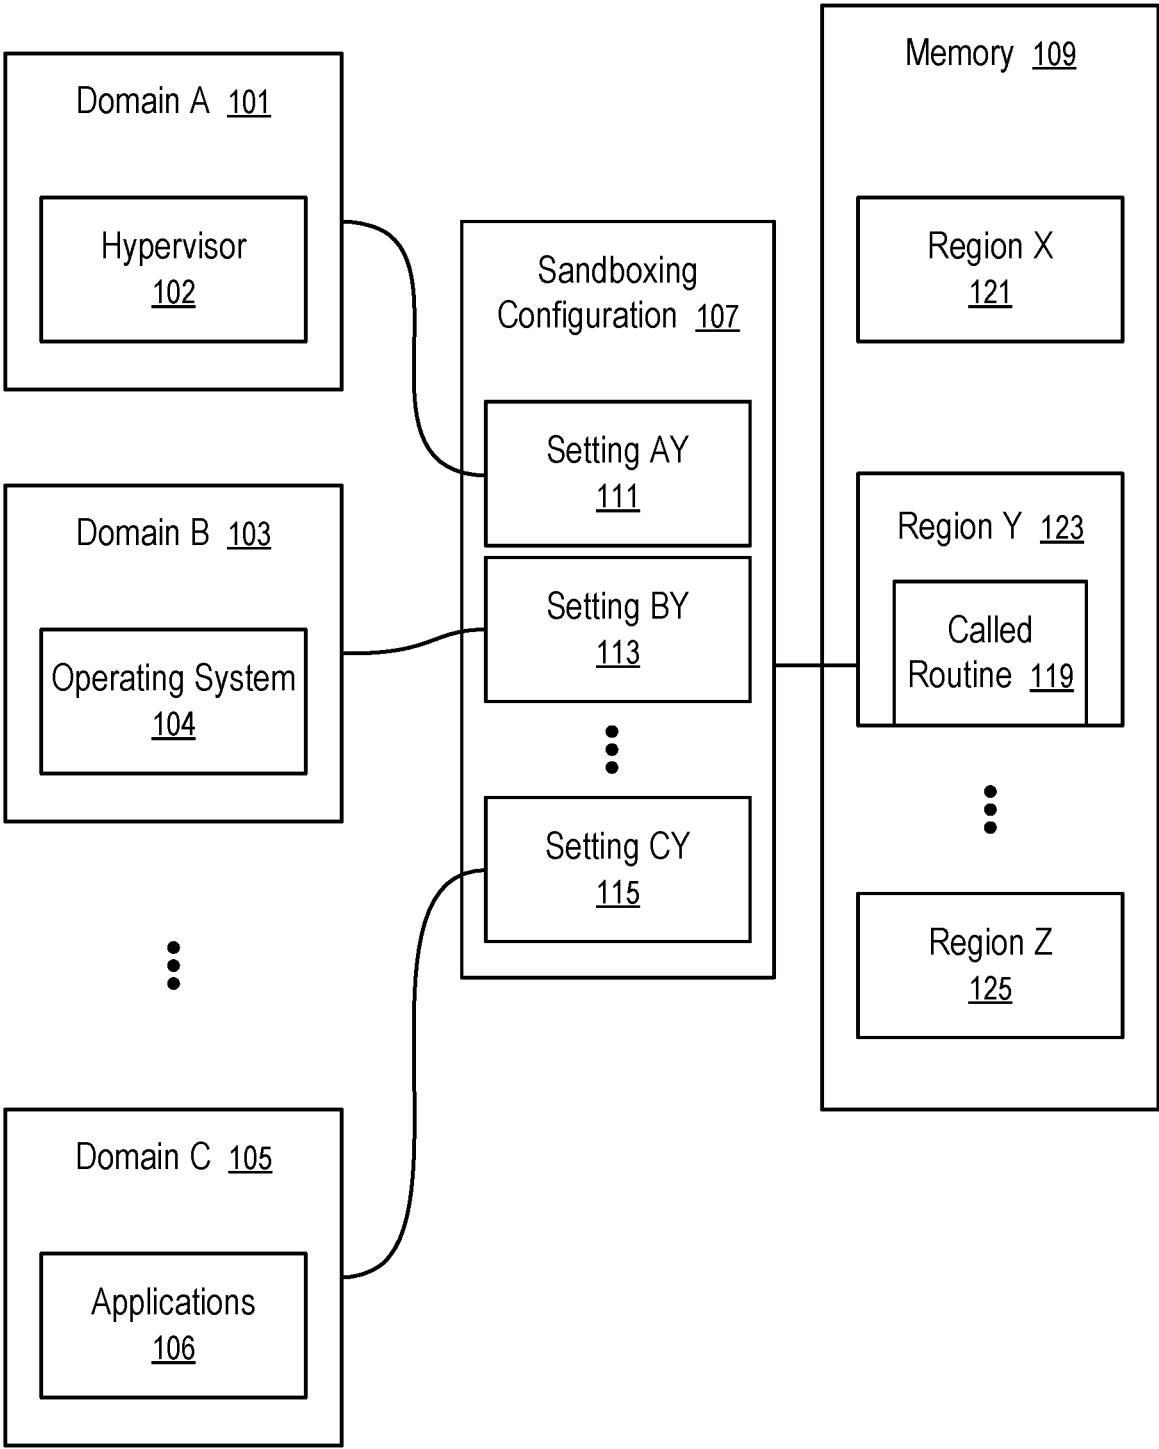 Domain A 101
Hypervisor
102
Domain B 103
Operating System
104
Domain C 105
Applications
106
Sandboxing
Configuration 107
Setting AY
111
Setting BY
113
Setting CY
115
Memory 109
Region X
121
Region Y 123
Called
Routine 119
Region Z
125